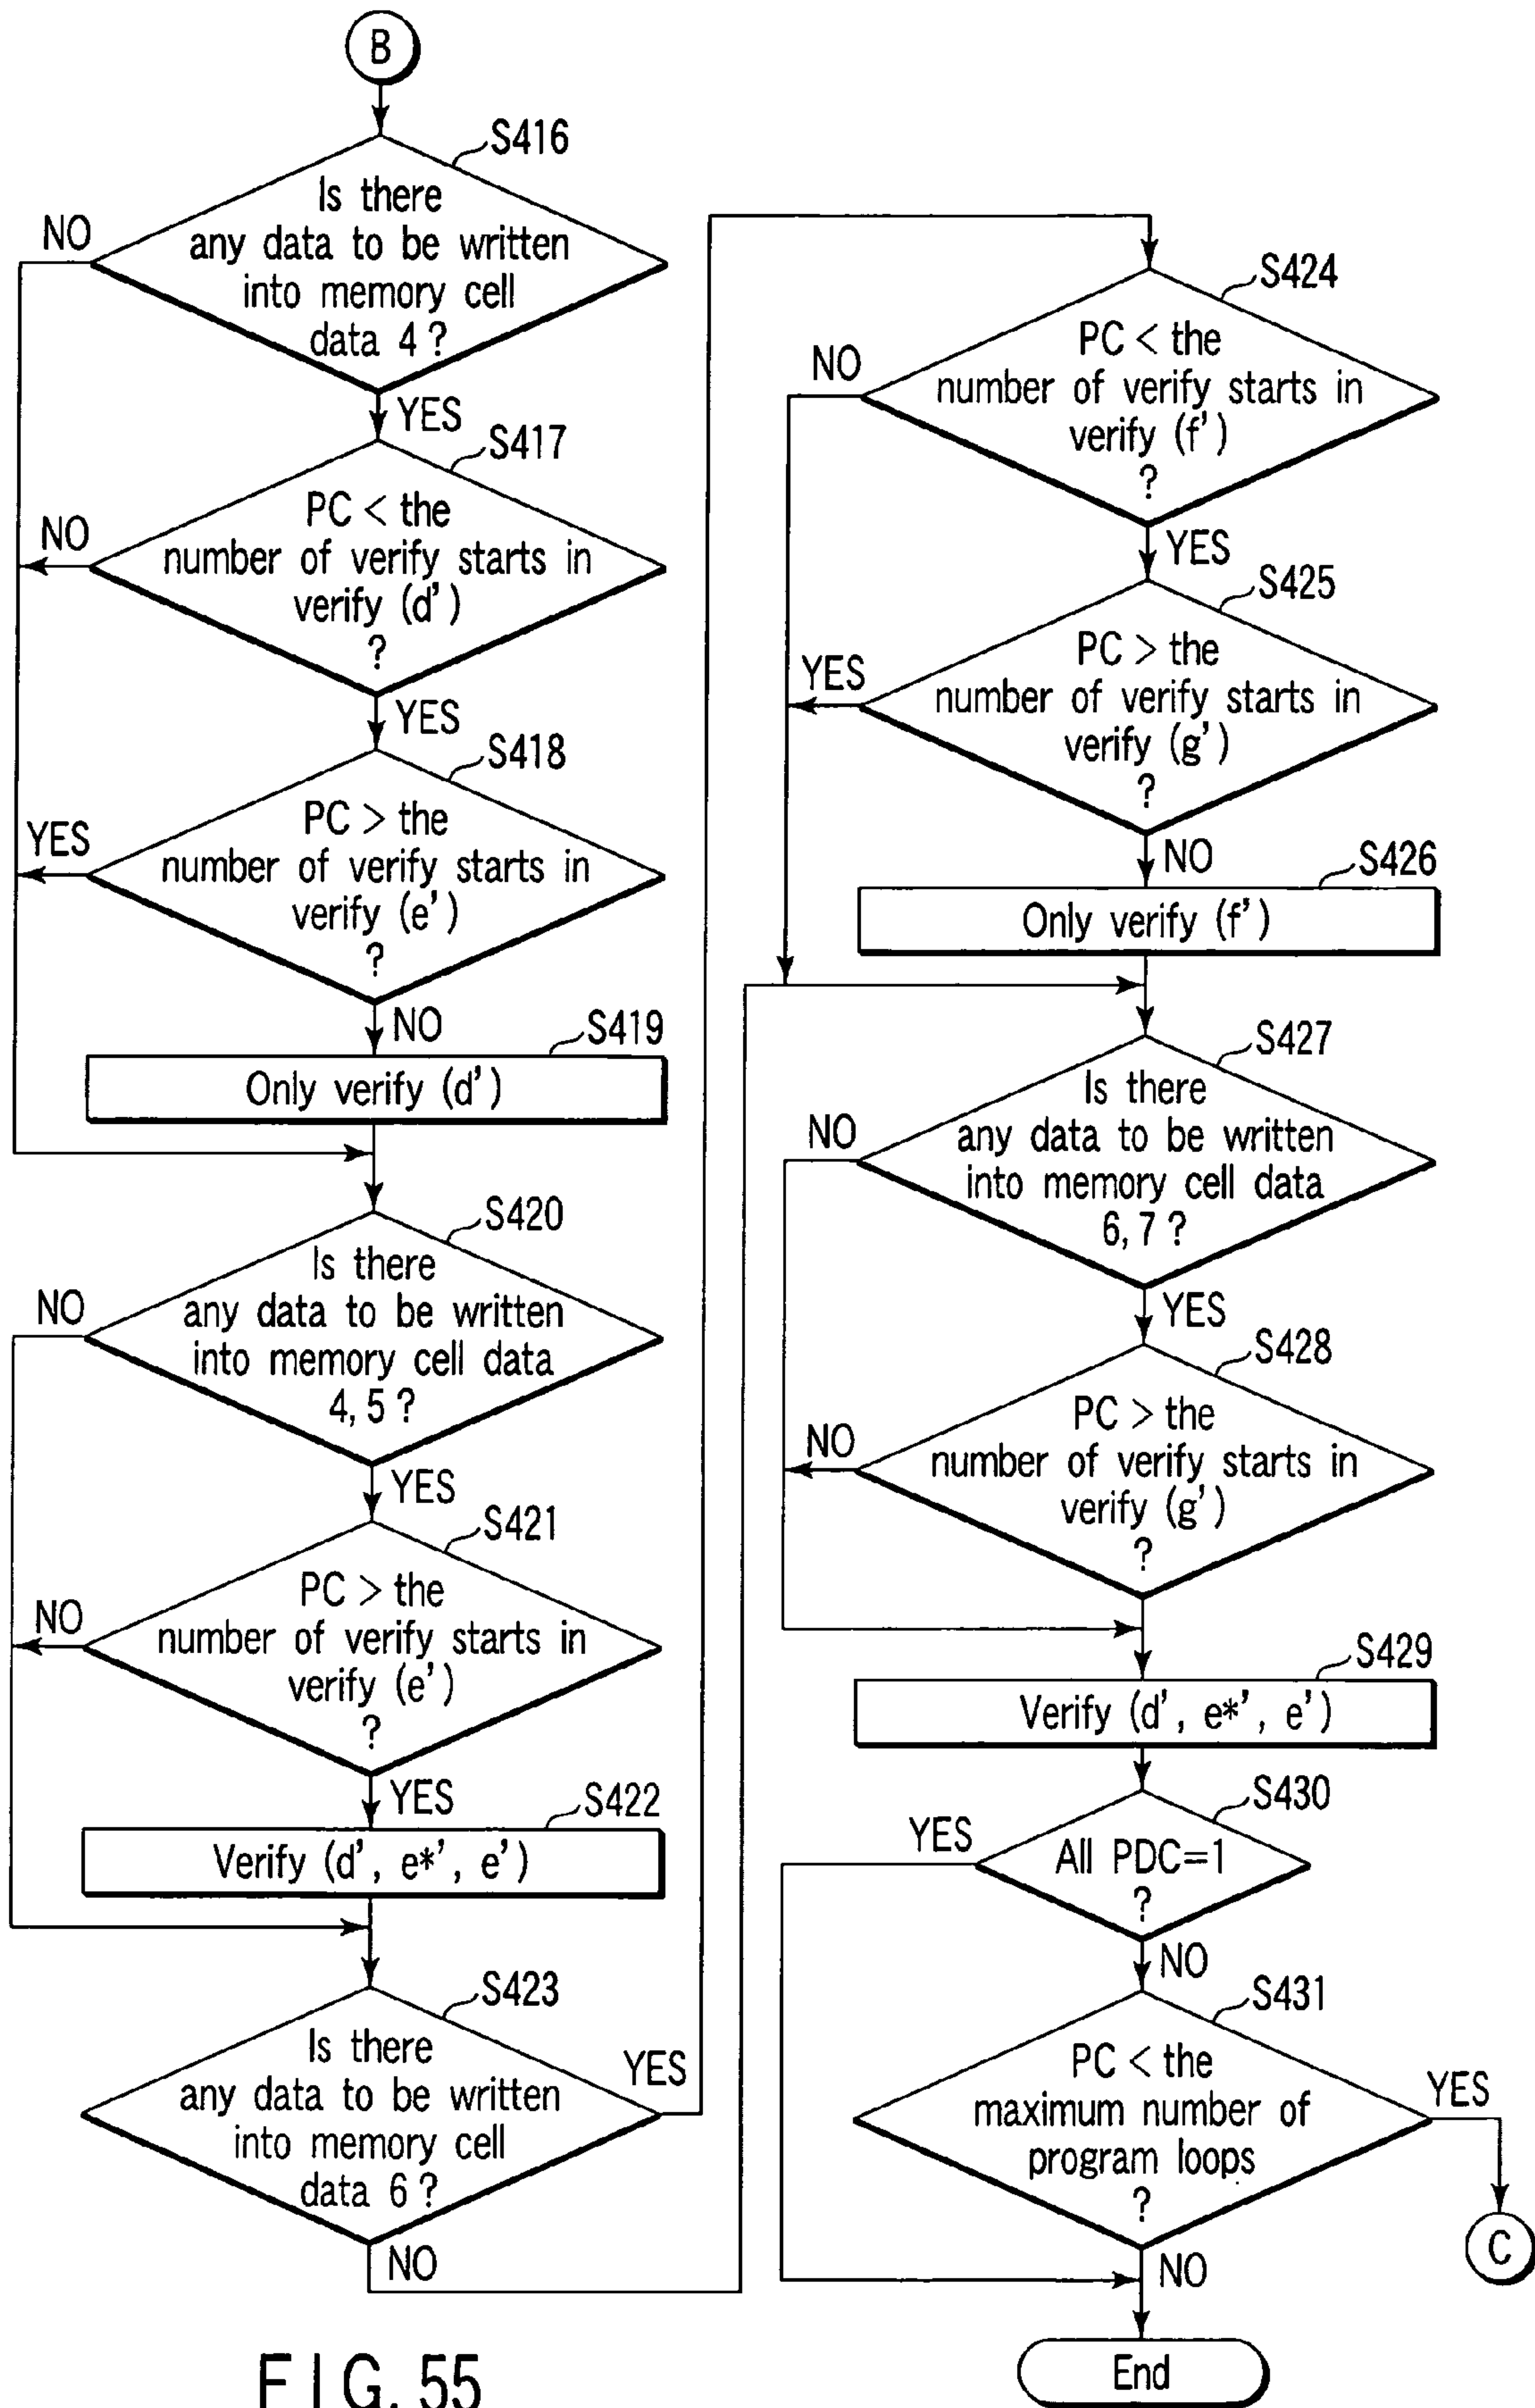 B
S416
Is there
any data to be written
into memory cell
data 4 ?
NO
YES
S417
PC < the
number of verify starts in
verify (d')
?
NO
YES
S418
PC > the
number of verify starts in
verify (e')
?
YES
NO
S419
Only verify (d')
S420
Is there
any data to be written
into memory cell data
4, 5 ?
NO
YES
S421
PC > the
number of verify starts in
verify (e')
?
NO
YES
S422
Verify (d', e*', e')
S423
Is there
any data to be written
into memory cell
data 6 ?
YES
NO
S424
PC < the
number of verify starts in
verify (f')
?
NO
YES
S425
PC > the
number of verify starts in
verify (g')
?
YES
NO
S426
Only verify (f')
S427
Is there
any data to be written
into memory cell data
6, 7 ?
NO
YES
S428
PC > the
number of verify starts in
verify (g')
?
NO
S429
Verify (d', e*', e')
S430
All PDC=1
?
YES
NO
S431
PC < the
maximum number of
program loops
?
YES
C
NO
End
FIG. 55